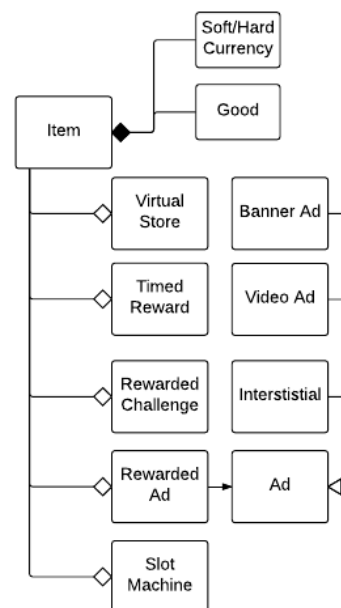 Soft/Hard
Currency
Item
Good
Virtual
Store
Banner Ad
Timed
Reward
Video Ad
Rewarded
Challenge
Interstistial
Rewarded
Ad
Ad
Slot
Machine